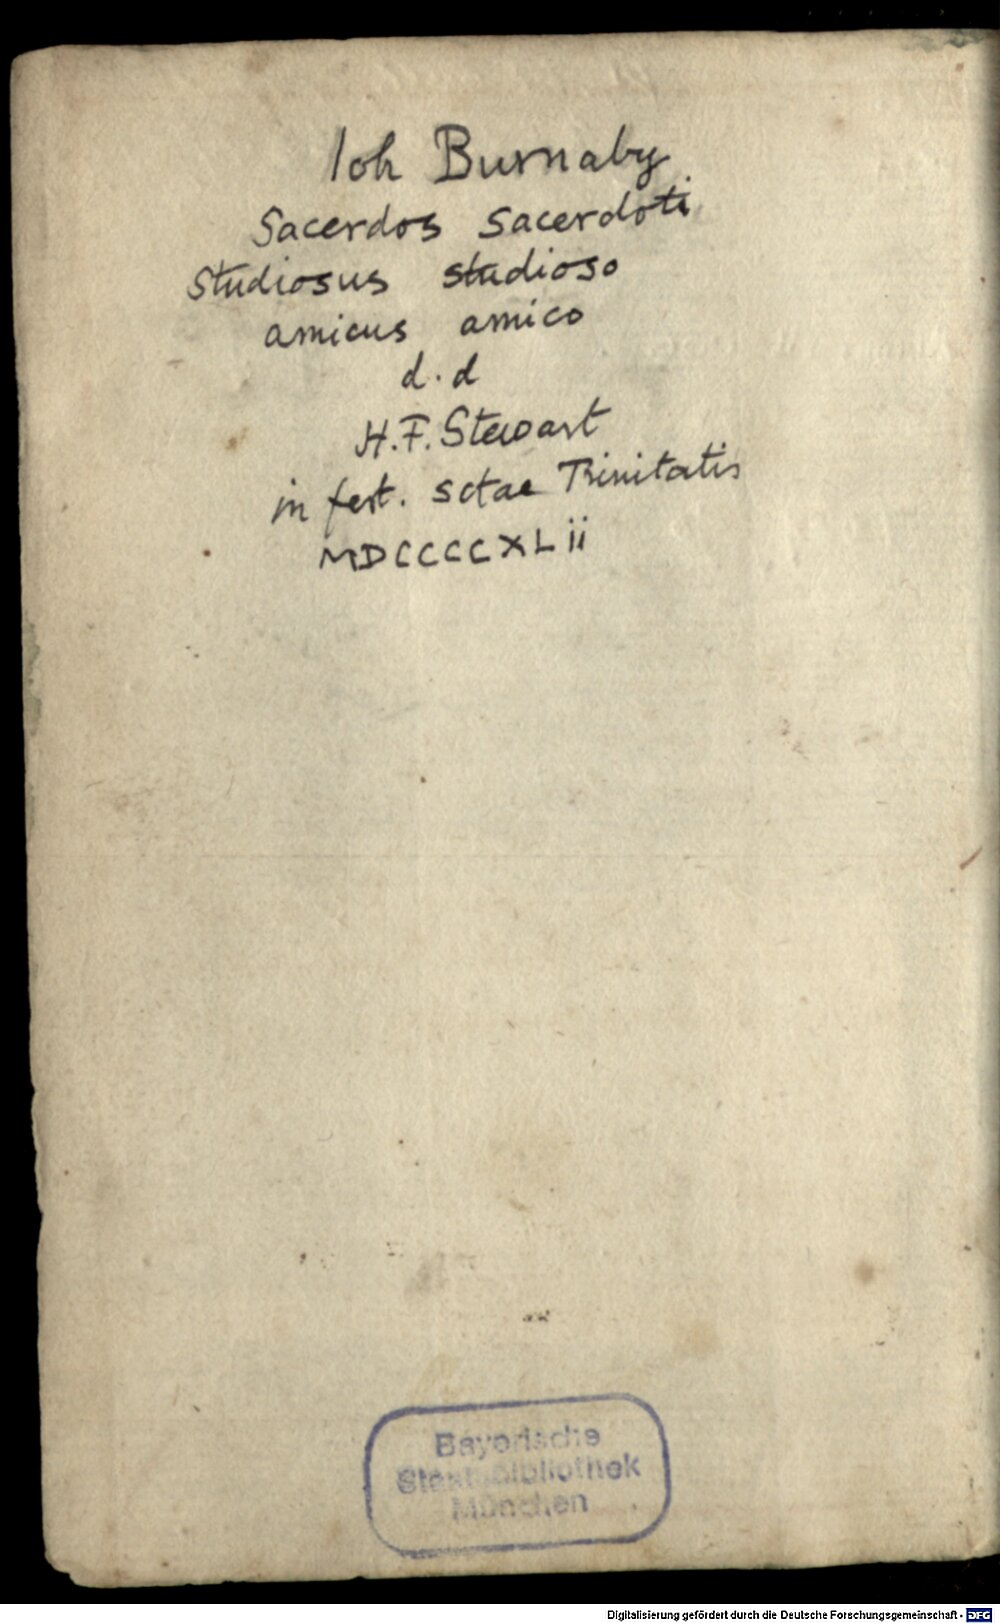 Ioh Burnaby
Sacerdos Sacerdoti
Studiosus studioso
amicus amico
d. d
H. F. Stewart
in fest. sctae Trinitatis
MDCCCCXLii
Bayerische
Staatsbibliothek
München
Digitalisierung gefördert durch die Deutsche Forschungsgemeinschaft - DFG